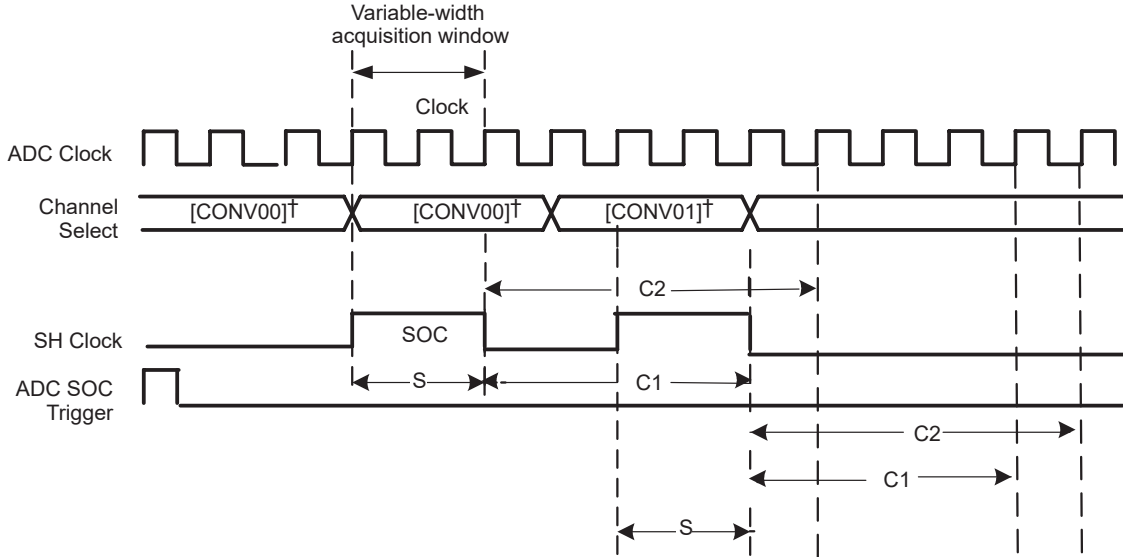 Variable-width
acquisition window
Clock
ADC Clock
Channel
Select
[CONV00]†
[CONV00]†
[CONV01]†
C2
SH Clock
SOC
S
C1
ADC SOC
Trigger
C2
C1
S